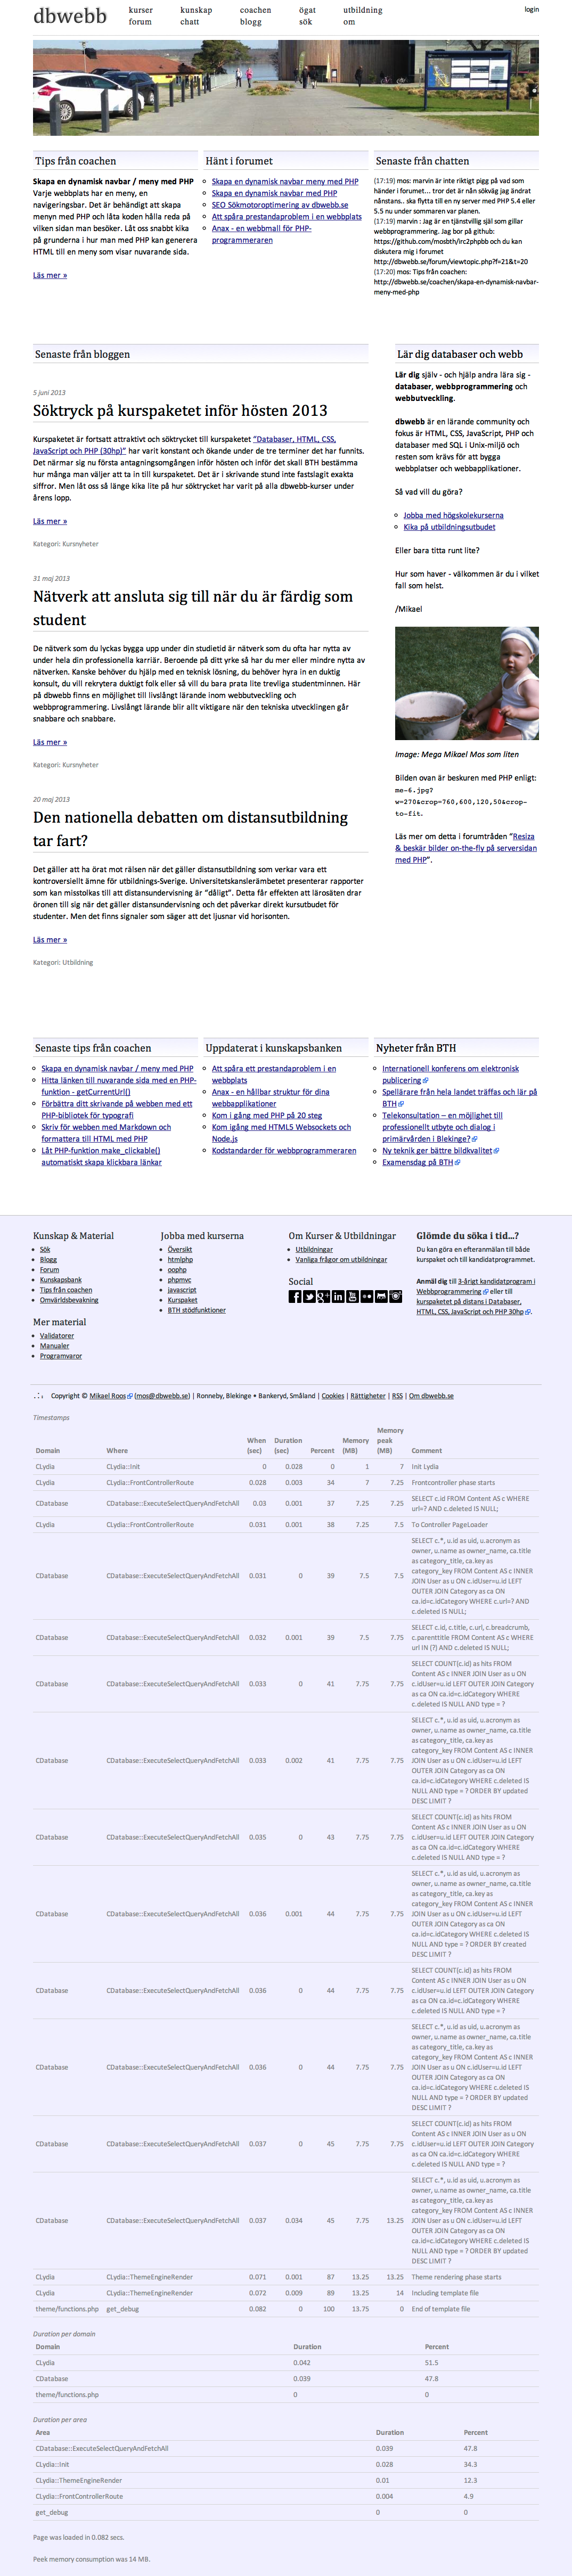 dbwebb
kurser kunskap coachen ögat utbildning
forum chatt blogg sök om
login
Tips från coachen
Skapa en dynamisk navbar / meny med PHP
Varje webbplats har en meny, en
navigeringsbar. Det är behändigt att skapa
menyn med PHP och låta koden hålla reda på
vilken sidan man besöker. Låt oss snabbt kika
på grunderna i hur man med PHP kan generera
HTML till en meny som visar nuvarande sida.
Läs mer »
Hänt i forumet
Skapa en dynamisk navbar meny med PHP
Skapa en dynamisk navbar med PHP
SEO Sökmotoroptimering av dbwebb.se
Att spåra prestandaproblem i en webbplats
Anax - en webbmall för PHP-
programmeraren
Senaste från chatten
(17:19) mos: marvin är inte riktigt pigg på vad som
händer i forumet... tror det är nån sökväg jag ändrat
nånstans.. ska flytta till en ny server med PHP 5.4 eller
5.5 nu under sommaren var planen.
(17:19) marvin : Jag är en tjänstvillig själ som gillar
webbprogrammering. Jag bor på github:
https://github.com/mosbth/irc2phpbb och du kan
diskutera mig i forumet
http://dbwebb.se/forum/viewtopic.php?f=21&t=20
(17:20) mos: Tips från coachen:
http://dbwebb.se/coachen/skapa-en-dynamisk-navbar-
meny-med-php
Senaste från bloggen
5 juni 2013
Söktryck på kurspaketet inför hösten 2013
Kurspaketet är fortsatt attraktivt och söktrycket till kurspaketet "Databaser, HTML, CSS,
JavaScript och PHP (30hp)" har varit konstant och ökande under de tre terminer det har funnits.
Det närmar sig nu första antagningsomgången inför hösten och inför det skall BTH bestämma
hur många man väljer att ta in till kurspaketet. Det är i skrivande stund inte fastslagit exakta
siffror. Men låt oss så länge kika lite på hur söktrycket har varit på alla dbwebb-kurser under
årens lopp.
Läs mer »
Kategori: Kursnyheter
31 maj 2013
Nätverk att ansluta sig till när du är färdig som
student
De nätverk som du lyckas bygga upp under din studietid är nätverk som du ofta har nytta av
under hela din professionella karriär. Beroende på ditt yrke så har du mer eller mindre nytta av
nätverken. Kanske behöver du hjälp med en teknisk lösning, du behöver hyra in en duktig
konsult, du vill rekrytera duktigt folk eller så vill du bara prata lite trevliga studentminnen. Här
på dbwebb finns en möjlighet till livslångt lärande inom webbutveckling och
webbprogrammering. Livslångt lärande blir allt viktigare när den tekniska utvecklingen går
snabbare och snabbare.
Läs mer »
Kategori: Kursnyheter
20 maj 2013
Den nationella debatten om distansutbildning
tar fart?
Det gäller att ha örat mot rälsen när det gäller distansutbildning som verkar vara ett
kontroversiellt ämne för utbildnings-Sverige. Universitetskanslerämbetet presenterar rapporter
som kan misstolkas till att distansundervisning är "dåligt". Detta får effekten att lärosäten drar
öronen till sig när det gäller distansundervisning och det påverkar direkt kursutbudet för
studenter. Men det finns signaler som säger att det ljusnar vid horisonten.
Läs mer »
Kategori: Utbildning
Lär dig databaser och webb
Lär dig själv - och hjälp andra lära sig -
databaser, webbprogrammering och
webbutveckling.
dbwebb är en lärande community och
fokus är HTML, CSS, JavaScript, PHP och
databaser med SQL i Unix-miljö och
resten som krävs för att bygga
webbplatser och webbapplikationer.
Så vad vill du göra?
Jobba med högskolekurserna
Kika på utbildningsutbudet
Eller bara titta runt lite?
Hur som haver - välkommen är du i vilket
fall som helst.
/Mikael
Image: Mega Mikael Mos som liten
Bilden ovan är beskuren med PHP enligt:
me-6.jpg?
w=270&crop=760,600,120,50&crop-
to-fit.
Läs mer om detta i forumtråden "Resiza
& beskär bilder on-the-fly på serversidan
med PHP".
Senaste tips från coachen
Skapa en dynamisk navbar / meny med PHP
Hitta länken till nuvarande sida med en PHP-
funktion - getCurrentUrl()
Förbättra ditt skrivande på webben med ett
PHP-bibliotek för typografi
Skriv för webben med Markdown och
formattera till HTML med PHP
Låt PHP-funktion make_clickable()
automatiskt skapa klickbara länkar
Uppdaterat i kunskapsbanken
Att spåra ett prestandaproblem i en
webbplats
Anax - en hållbar struktur för dina
webbapplikationer
Kom i gång med PHP på 20 steg
Kom igång med HTML5 Websockets och
Node.js
Kodstandarder för webbprogrammeraren
Nyheter från BTH
Internationell konferens om elektronisk
publicering
Spellärare från hela landet träffas och lär på
BTH
Telekonsultation – en möjlighet till
professionellt utbyte och dialog i
primärvården i Blekinge?
Ny teknik ger bättre bildkvalitet
Examensdag på BTH
Kunskap & Material
Sök
Blogg
Forum
Kunskapsbank
Tips från coachen
Omvärldsbevakning
Mer material
Validatorer
Manualer
Programvaror
Jobba med kurserna
Översikt
htmlphp
oophp
phpmvc
javascript
Kurspaket
BTH stödfunktioner
Om Kurser & Utbildningar
Utbildningar
Vanliga frågor om utbildningar
Social
Glömde du söka i tid...?
Du kan göra en efteranmälan till både
kurspaket och till kandidatprogrammet.
Anmäl dig till 3-årigt kandidatprogram i
Webbprogrammering eller till
kurspaketet på distans i Databaser,
HTML, CSS, JavaScript och PHP 30hp.
Copyright © Mikael Roos (mos@dbwebb.se) | Ronneby, Blekinge • Bankeryd, Småland | Cookies | Rättigheter | RSS | Om dbwebb.se
Timestamps
Domain Where When (sec) Duration (sec) Percent Memory (MB) Memory peak (MB) Comment
CLydia CLydia::Init 0 0.028 0 1 7 Init Lydia
CLydia CLydia::FrontControllerRoute 0.028 0.003 34 7 7.25 Frontcontroller phase starts
CDatabase CDatabase::ExecuteSelectQueryAndFetchAll 0.03 0.001 37 7.25 7.25 SELECT c.id FROM Content AS c WHERE
url=? AND c.deleted IS NULL;
CLydia CLydia::FrontControllerRoute 0.031 0.001 38 7.25 7.5 To Controller PageLoader
CDatabase CDatabase::ExecuteSelectQueryAndFetchAll 0.031 0 39 7.5 7.5 SELECT c.*, u.id as uid, u.acronym as
owner, u.name as owner_name, ca.title
as category_title, ca.key as
category_key FROM Content AS c INNER
JOIN User as u ON c.idUser=u.id LEFT
OUTER JOIN Category as ca ON
ca.id=c.idCategory WHERE c.url=? AND
c.deleted IS NULL;
CDatabase CDatabase::ExecuteSelectQueryAndFetchAll 0.032 0.001 39 7.5 7.75 SELECT c.id, c.title, c.url, c.breadcrumb,
c.parenttitle FROM Content AS c WHERE
url IN (?) AND c.deleted IS NULL;
CDatabase CDatabase::ExecuteSelectQueryAndFetchAll 0.033 0 41 7.75 7.75 SELECT COUNT(c.id) as hits FROM
Content AS c INNER JOIN User as u ON
c.idUser=u.id LEFT OUTER JOIN Category
as ca ON ca.id=c.idCategory WHERE
c.deleted IS NULL AND type = ?
CDatabase CDatabase::ExecuteSelectQueryAndFetchAll 0.033 0.002 41 7.75 7.75 SELECT c.*, u.id as uid, u.acronym as
owner, u.name as owner_name, ca.title
as category_title, ca.key as
category_key FROM Content AS c INNER
JOIN User as u ON c.idUser=u.id LEFT
OUTER JOIN Category as ca ON
ca.id=c.idCategory WHERE c.deleted IS
NULL AND type = ? ORDER BY updated
DESC LIMIT ?
CDatabase CDatabase::ExecuteSelectQueryAndFetchAll 0.035 0 43 7.75 7.75 SELECT COUNT(c.id) as hits FROM
Content AS c INNER JOIN User as u ON
c.idUser=u.id LEFT OUTER JOIN Category
as ca ON ca.id=c.idCategory WHERE
c.deleted IS NULL AND type = ?
CDatabase CDatabase::ExecuteSelectQueryAndFetchAll 0.036 0.001 44 7.75 7.75 SELECT c.*, u.id as uid, u.acronym as
owner, u.name as owner_name, ca.title
as category_title, ca.key as
category_key FROM Content AS c INNER
JOIN User as u ON c.idUser=u.id LEFT
OUTER JOIN Category as ca ON
ca.id=c.idCategory WHERE c.deleted IS
NULL AND type = ? ORDER BY created
DESC LIMIT ?
CDatabase CDatabase::ExecuteSelectQueryAndFetchAll 0.036 0 44 7.75 7.75 SELECT COUNT(c.id) as hits FROM
Content AS c INNER JOIN User as u ON
c.idUser=u.id LEFT OUTER JOIN Category
as ca ON ca.id=c.idCategory WHERE
c.deleted IS NULL AND type = ?
CDatabase CDatabase::ExecuteSelectQueryAndFetchAll 0.036 0 44 7.75 7.75 SELECT c.*, u.id as uid, u.acronym as
owner, u.name as owner_name, ca.title
as category_title, ca.key as
category_key FROM Content AS c INNER
JOIN User as u ON c.idUser=u.id LEFT
OUTER JOIN Category as ca ON
ca.id=c.idCategory WHERE c.deleted IS
NULL AND type = ? ORDER BY updated
DESC LIMIT ?
CDatabase CDatabase::ExecuteSelectQueryAndFetchAll 0.037 0 45 7.75 7.75 SELECT COUNT(c.id) as hits FROM
Content AS c INNER JOIN User as u ON
c.idUser=u.id LEFT OUTER JOIN Category
as ca ON ca.id=c.idCategory WHERE
c.deleted IS NULL AND type = ?
CDatabase CDatabase::ExecuteSelectQueryAndFetchAll 0.037 0.034 45 7.75 13.25 SELECT c.*, u.id as uid, u.acronym as
owner, u.name as owner_name, ca.title
as category_title, ca.key as
category_key FROM Content AS c INNER
JOIN User as u ON c.idUser=u.id LEFT
OUTER JOIN Category as ca ON
ca.id=c.idCategory WHERE c.deleted IS
NULL AND type = ? ORDER BY updated
DESC LIMIT ?
CLydia CLydia::ThemeEngineRender 0.071 0.001 87 13.25 13.25 Theme rendering phase starts
CLydia CLydia::ThemeEngineRender 0.072 0.009 89 13.25 14 Including template file
theme/functions.php get_debug 0.082 0 100 13.75 0 End of template file
Duration per domain
Domain Duration Percent
CLydia 0.042 51.5
CDatabase 0.039 47.8
theme/functions.php 0 0
Duration per area
Area Duration Percent
CDatabase::ExecuteSelectQueryAndFetchAll 0.039 47.8
CLydia::Init 0.028 34.3
CLydia::ThemeEngineRender 0.01 12.3
CLydia::FrontControllerRoute 0.004 4.9
get_debug 0 0
Page was loaded in 0.082 secs.
Peek memory consumption was 14 MB.